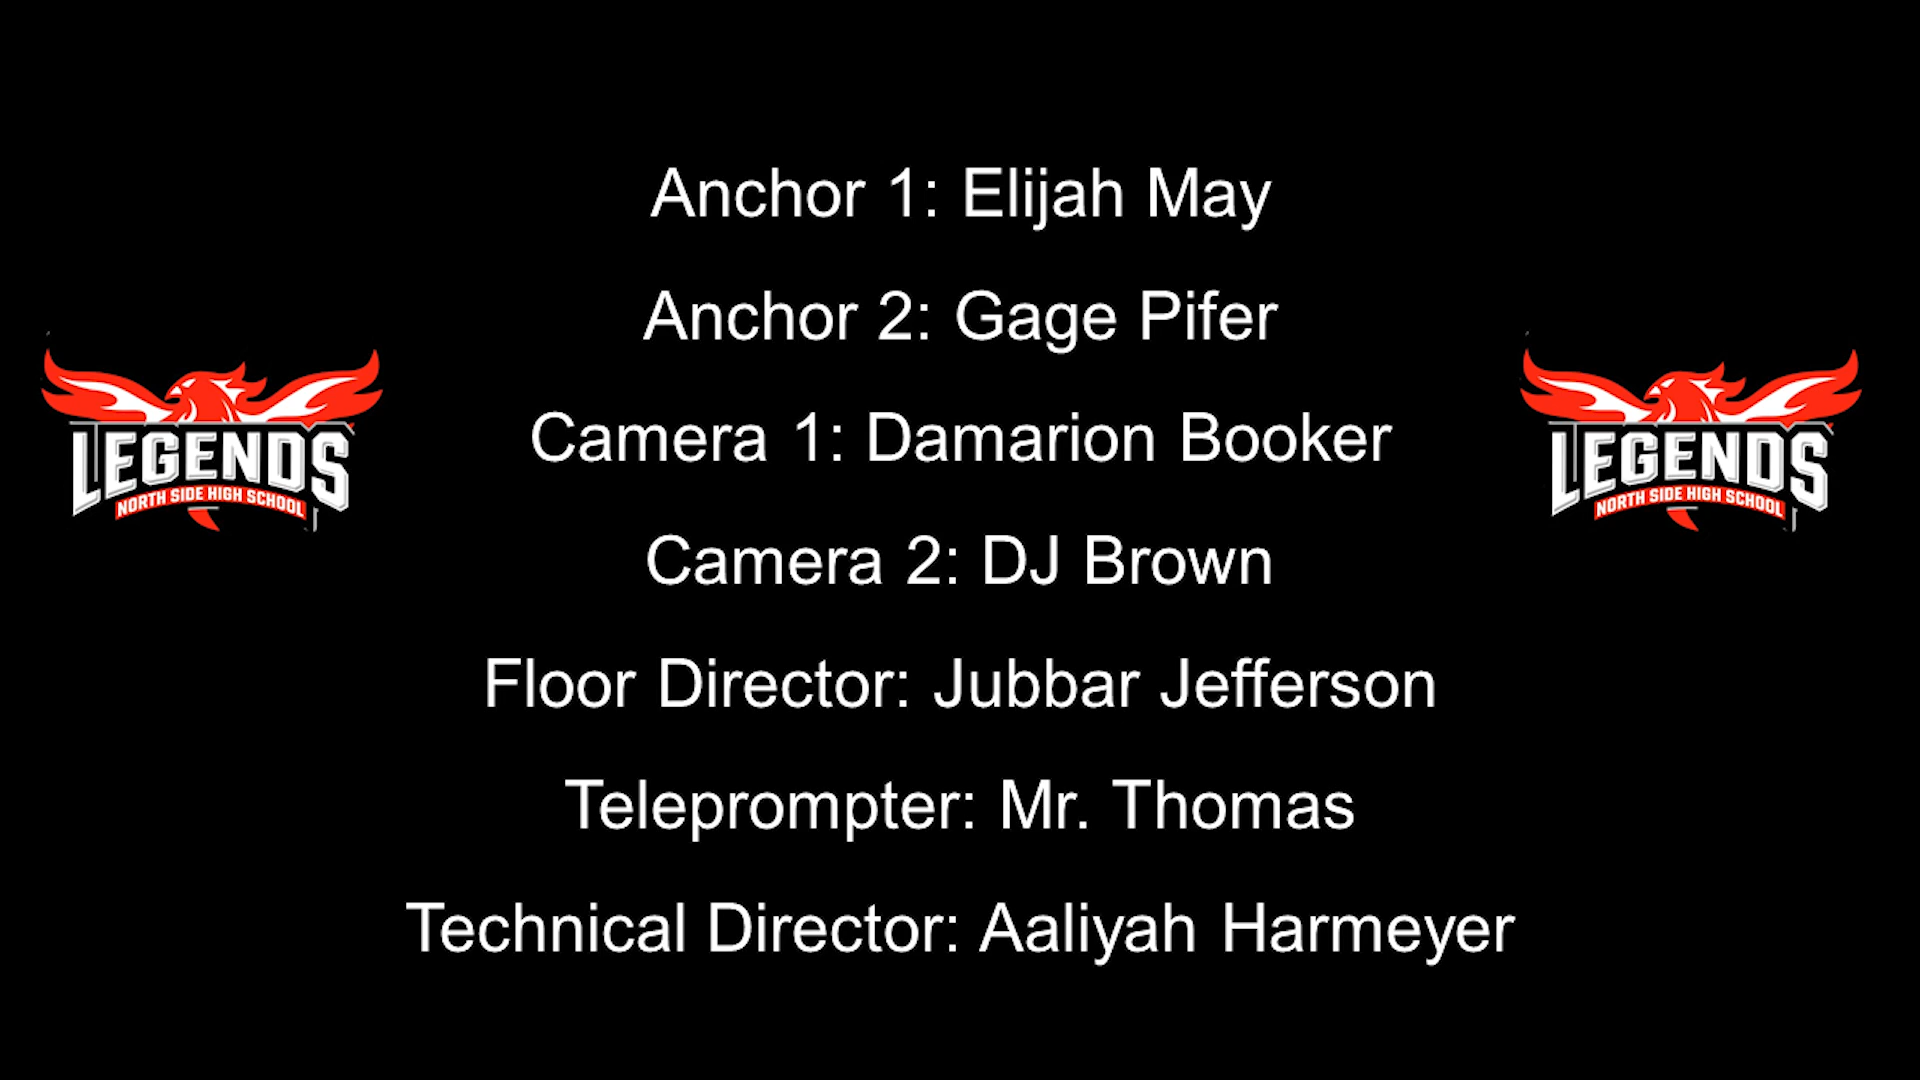 Anchor 1: Elijah May
Anchor 2: Gage Pifer
Camera 1: Damarion Booker
Camera 2: DJ Brown
Floor Director: Jubbar Jefferson
Teleprompter: Mr. Thomas
Technical Director: Aaliyah Harmeyer
LEGENDS
NORTH SIDE HIGH SCHOOL
LEGENDS
NORTH SIDE HIGH SCHOOL